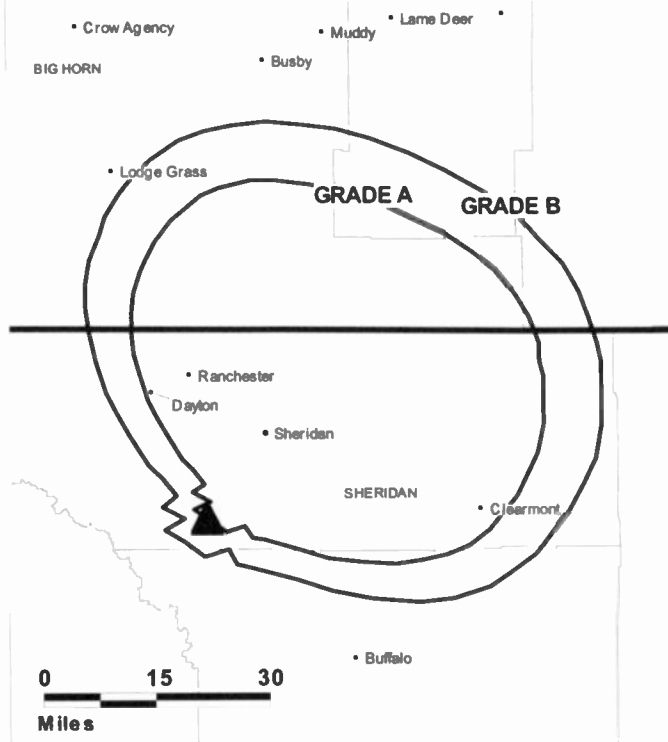 Crow Agency
Muddy
Lame Deer
BIG HORN
Busby
Lodge Grass
GRADE A
GRADE B
Ranchester
Dayton
Sheridan
SHERIDAN
Clearmont
Buffalo
0 15 30
Miles